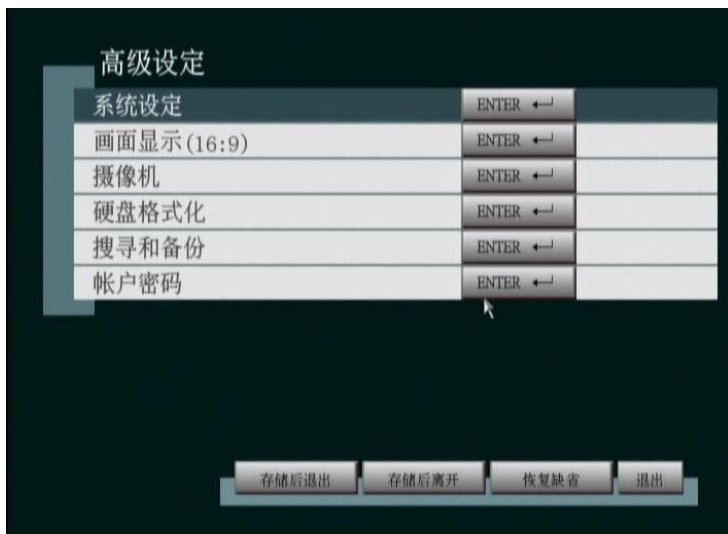 高级设定
系统设定 ENTER ↵
画面显示(16:9) ENTER ↵
摄像机 ENTER ↵
硬盘格式化 ENTER ↵
搜寻和备份 ENTER ↵
帐户密码 ENTER ↵
存储后退出 存储后离开 恢复缺省 退出